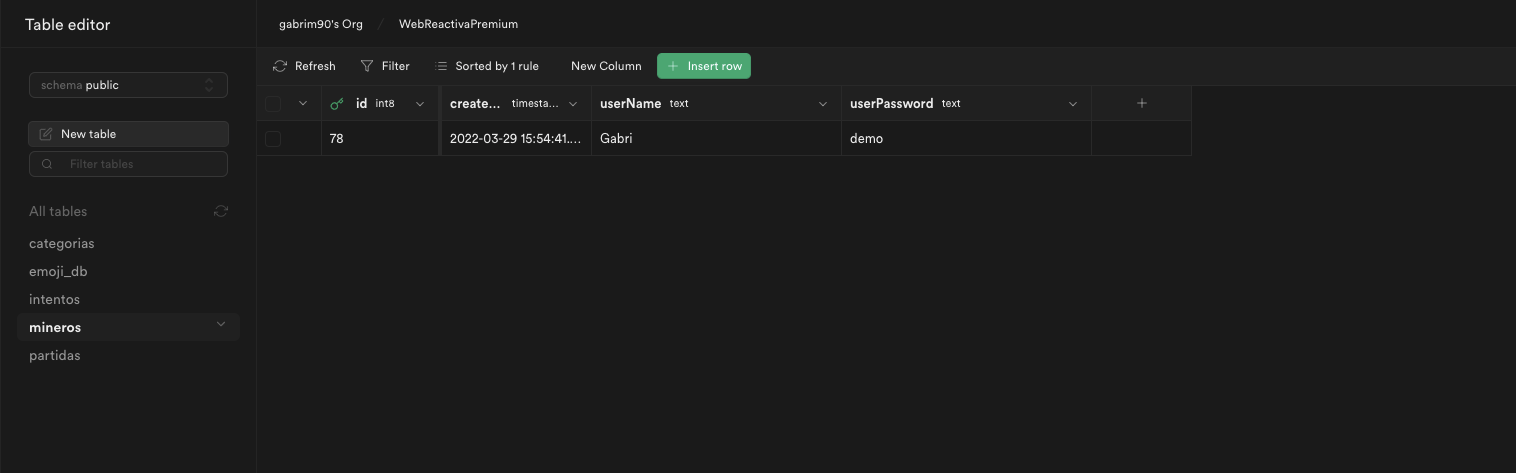 Table editor
gabrim90's Org / WebReactivaPremium
schema public
Refresh Filter Sorted by 1 rule New Column + Insert row
New table
Filter tables
All tables
categorias
emoji_db
intentos
mineros
partidas
id int8 create... timesta... userName text userPassword text +
78 2022-03-29 15:54:41.... Gabri demo